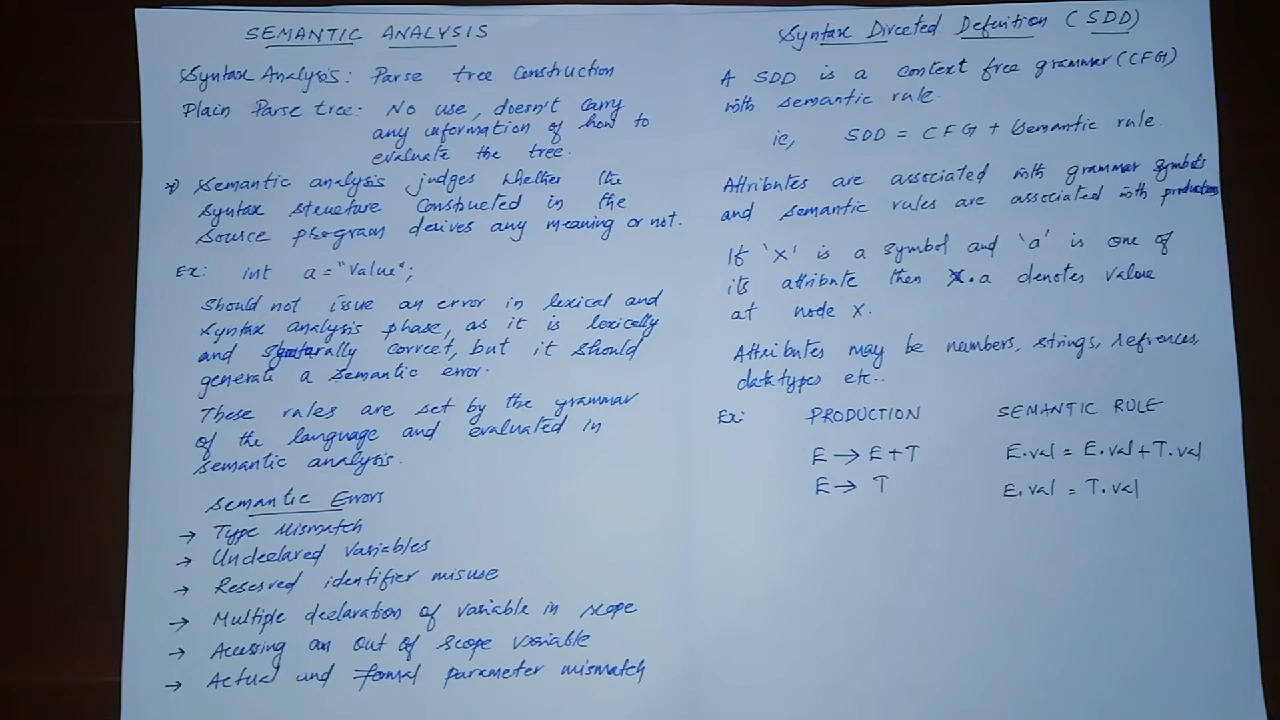 SEMANTIC ANALYSIS
Syntax Analysis: Parse tree Construction
Plain Parse tree: No use, doesn't carry
any information of how to
evaluate the tree.
Semantic analysis judges whether the
syntax structure constructed in the
source program derives any meaning or not.
Ex: int a = "Value";
Should not issue an error in lexical and
syntax analysis phase, as it is lexically
and correct, but it should
generate a semantic error.
These rules are set by the grammar
of the language and evaluated in
semantic analysis.
Semantic Errors
→ Type Mismatch
→ Undeclared Variables
→ Reserved identifier misuse
→ Multiple declaration of variable in scope
→ Accessing an out of scope variable
→ Actual and formal parameter mismatch
Syntax Directed Definition (SDD)
A SDD is a context free grammar (CFG)
with semantic rule.
ie, SDD = CFG + Semantic rule.
Attributes are associated with grammar symbols
and semantic rules are associated with productions
If 'X' is a symbol and 'a' is one of
its attribute then X.a denotes value
at node X.
Attributes may be numbers, strings, refrences,
datatypes etc..
Ex: PRODUCTION SEMANTIC RULE
E → E+T E.val = E.val + T.val
E → T E.val = T.val